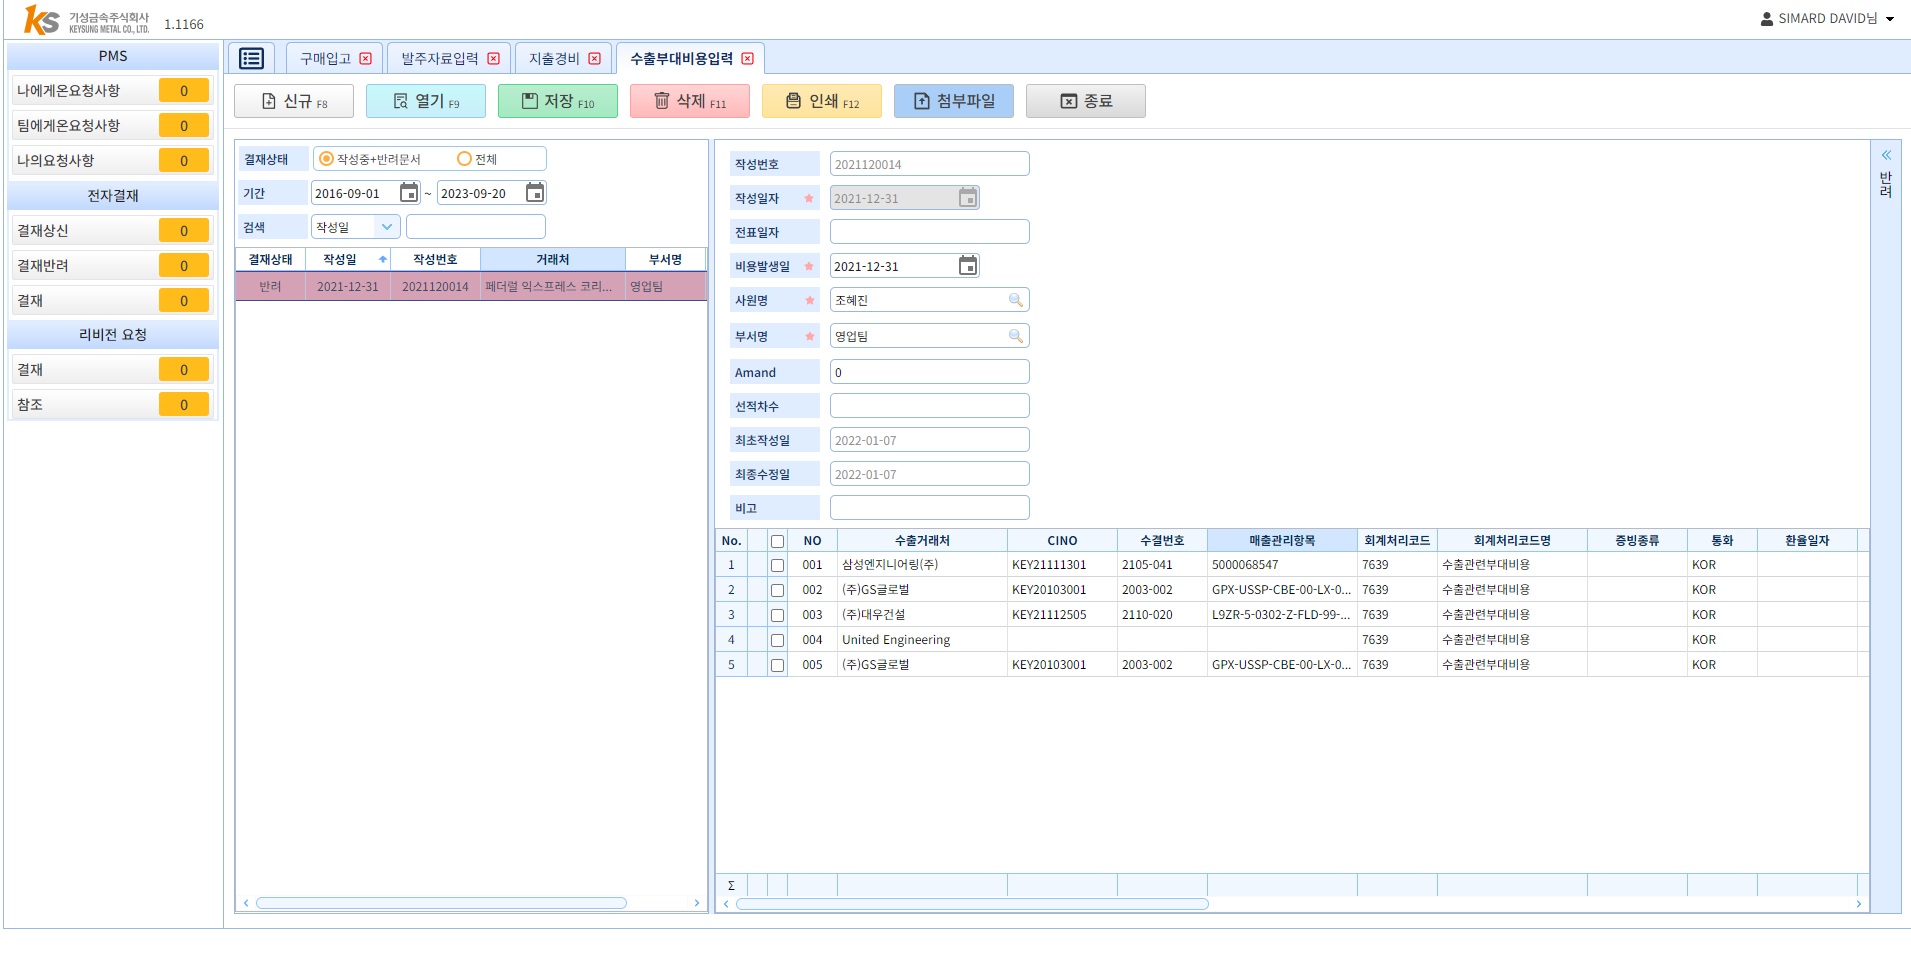 KS 기성금속주식회사 KEYSUNG METAL CO., LTD. 1.1166
SIMARD DAVID님
PMS
나에게온요청사항 0
팀에게온요청사항 0
나의요청사항 0
전자결재
결재상신 0
결재반려 0
결재 0
리비전 요청
결재 0
참조 0
구매입고 발주자료입력 지출경비 수출부대비용입력
신규 F8 열기 F9 저장 F10 삭제 F11 인쇄 F12 첨부파일 종료
결재상태 작성중+반려문서 전체
기간 2016-09-01 ~ 2023-09-20
검색 작성일
결재상태 작성일 작성번호 거래처 부서명
반려 2021-12-31 2021120014 페더럴 익스프레스 코리... 영업팀
작성번호 2021120014
작성일자 2021-12-31
전표일자
비용발생일 2021-12-31
사원명 조혜진
부서명 영업팀
Amand 0
선적차수
최초작성일 2022-01-07
최종수정일 2022-01-07
비고
No. NO 수출거래처 CINO 수결번호 매출관리항목 회계처리코드 회계처리코드명 증빙종류 통화 환율일자
1 001 삼성엔지니어링(주) KEY21111301 2105-041 5000068547 7639 수출관련부대비용 KOR
2 002 (주)GS글로벌 KEY20103001 2003-002 GPX-USSP-CBE-00-LX-0... 7639 수출관련부대비용 KOR
3 003 (주)대우건설 KEY21112505 2110-020 L9ZR-5-0302-Z-FLD-99-... 7639 수출관련부대비용 KOR
4 004 United Engineering 7639 수출관련부대비용 KOR
5 005 (주)GS글로벌 KEY20103001 2003-002 GPX-USSP-CBE-00-LX-0... 7639 수출관련부대비용 KOR
Σ
반려